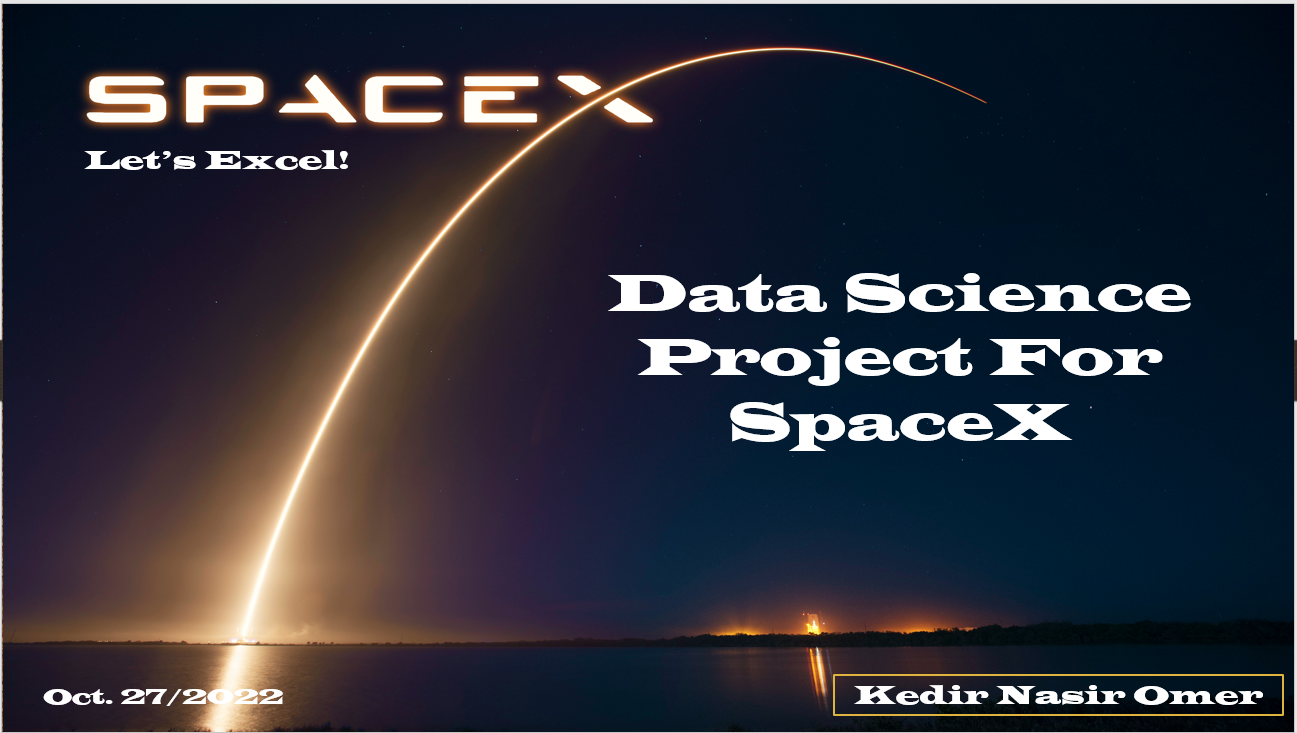 SPACEX
Let's Excel!
Data Science
Project For
SpaceX
Oct. 27/2022
Kedir Nasir Omer